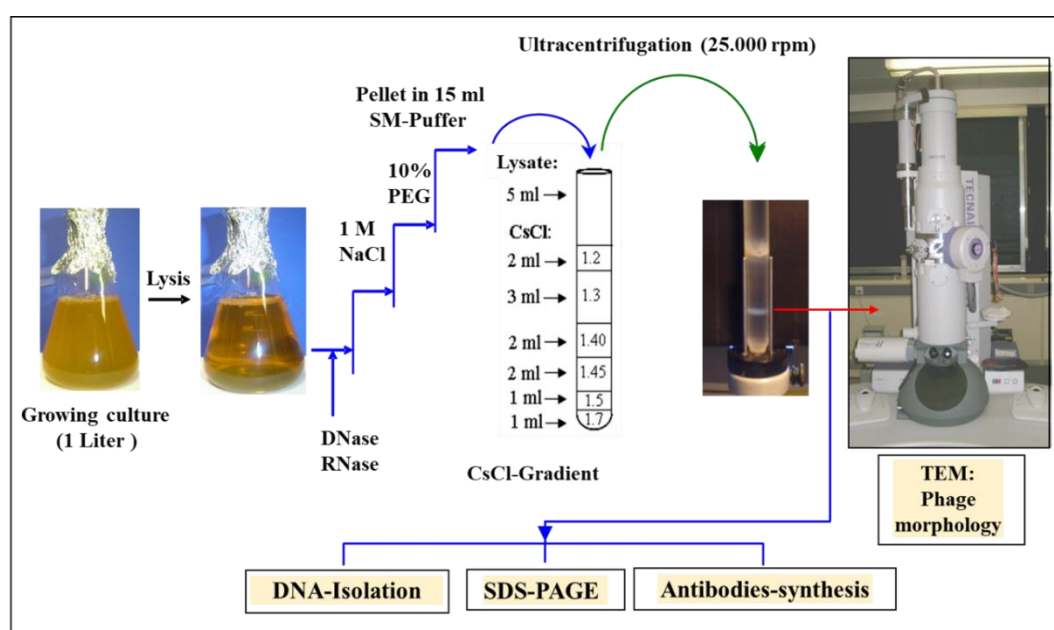 Ultracentrifugation (25.000 rpm)
Pellet in 15 ml
SM-Puffer
10%
PEG
1 M
NaCl
Lysis
Lysate:
5 ml
CsCl:
2 ml
1.2
3 ml
1.3
2 ml
1.40
2 ml
1.45
1 ml
1.5
1 ml
1.7
TECNAI
Growing culture
(1 Liter )
DNase
RNase
CsCl-Gradient
TEM:
Phage
morphology
DNA-Isolation
SDS-PAGE
Antibodies-synthesis